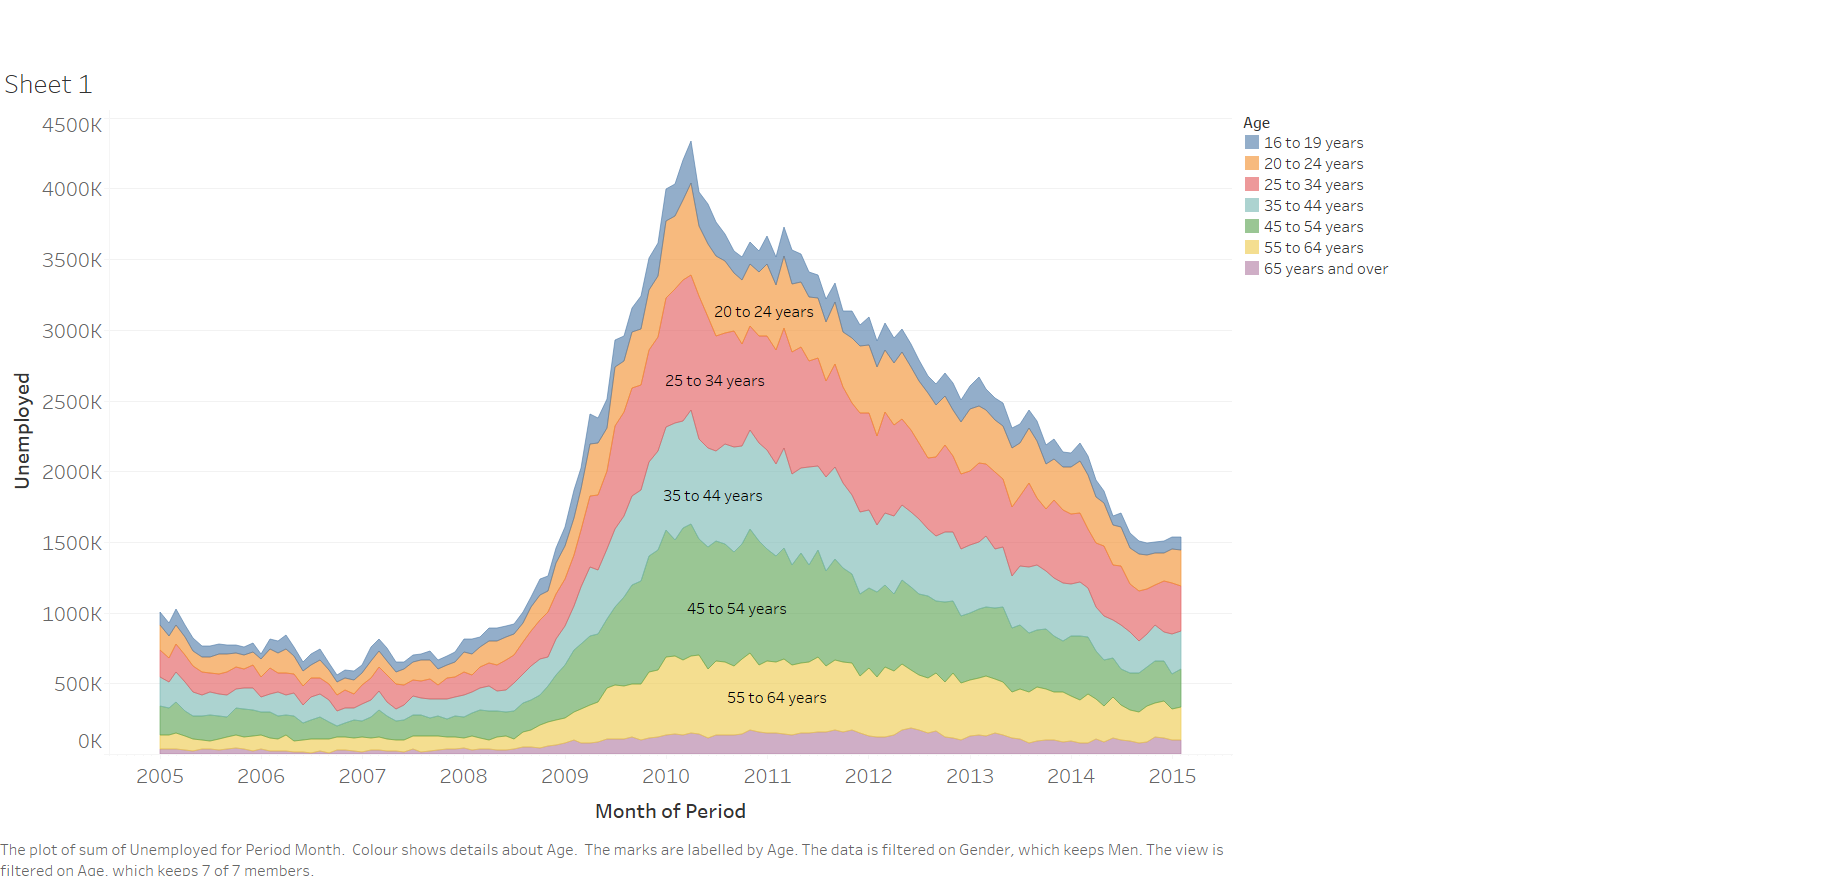 Sheet 1
4500K
4000K
3500K
3000K
2500K
2000K
1500K
1000K
500K
0K
Unemployed
20 to 24 years
25 to 34 years
35 to 44 years
45 to 54 years
55 to 64 years
2005 2006 2007 2008 2009 2010 2011 2012 2013 2014 2015
Month of Period
Age
16 to 19 years
20 to 24 years
25 to 34 years
35 to 44 years
45 to 54 years
55 to 64 years
65 years and over
The plot of sum of Unemployed for Period Month.  Colour shows details about Age.  The marks are labelled by Age. The data is filtered on Gender, which keeps Men. The view is
filtered on Age, which keeps 7 of 7 members.